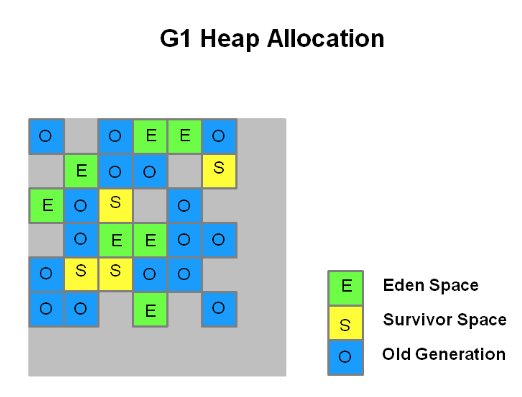 G1 Heap Allocation
O O E E O
E O O S
E O S O
O E E O O
O S S O O
O O E O
E Eden Space
S Survivor Space
O Old Generation